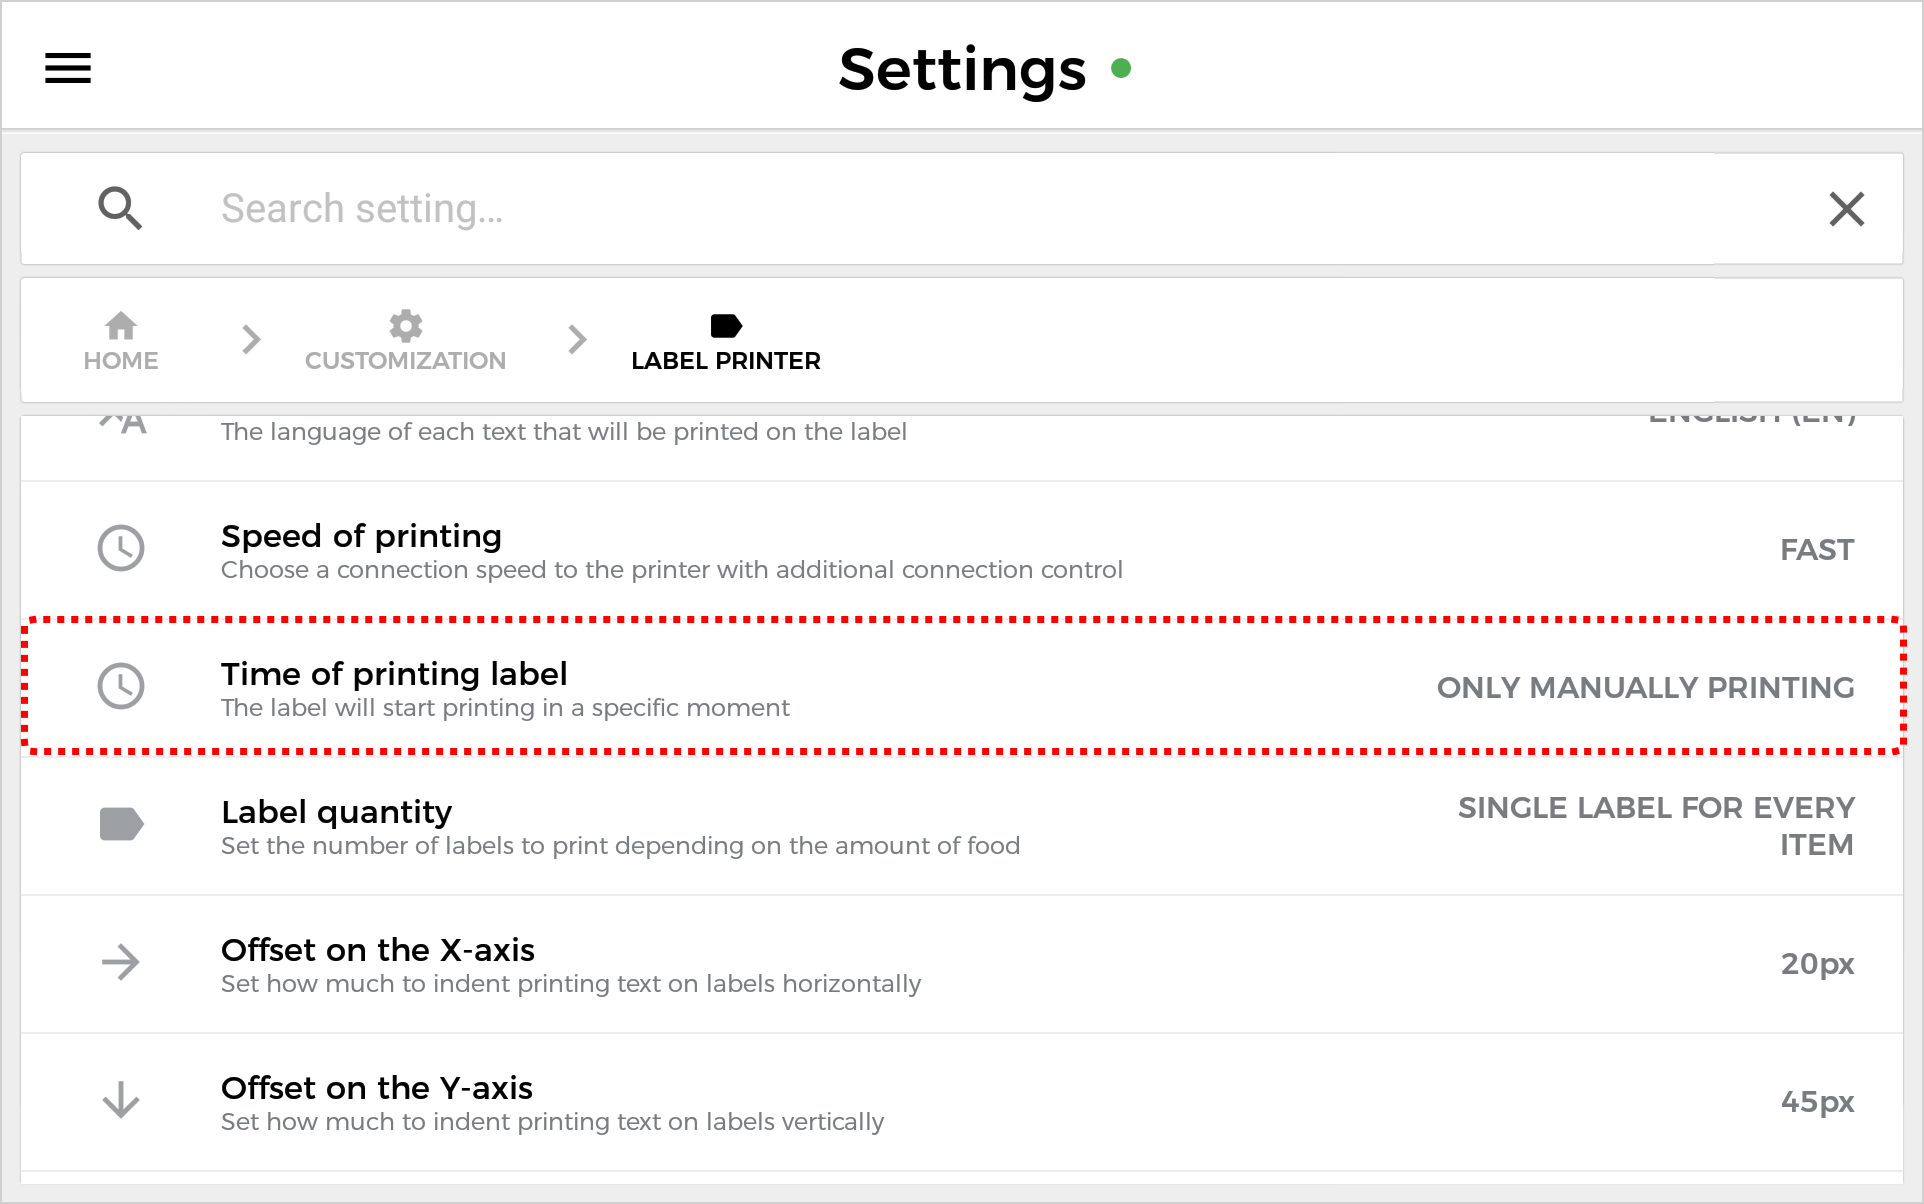 Settings
Search setting...
HOME
CUSTOMIZATION
LABEL PRINTER
The language of each text that will be printed on the label
ENGLISH (EN)
Speed of printing
Choose a connection speed to the printer with additional connection control
FAST
Time of printing label
The label will start printing in a specific moment
ONLY MANUALLY PRINTING
Label quantity
Set the number of labels to print depending on the amount of food
SINGLE LABEL FOR EVERY
ITEM
Offset on the X-axis
Set how much to indent printing text on labels horizontally
20px
Offset on the Y-axis
Set how much to indent printing text on labels vertically
45px